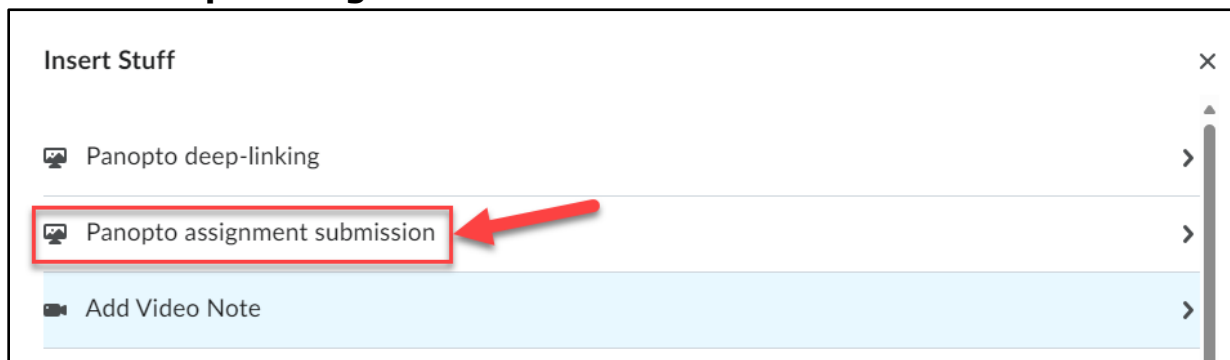 Insert Stuff
Panopto deep-linking
Panopto assignment submission
Add Video Note